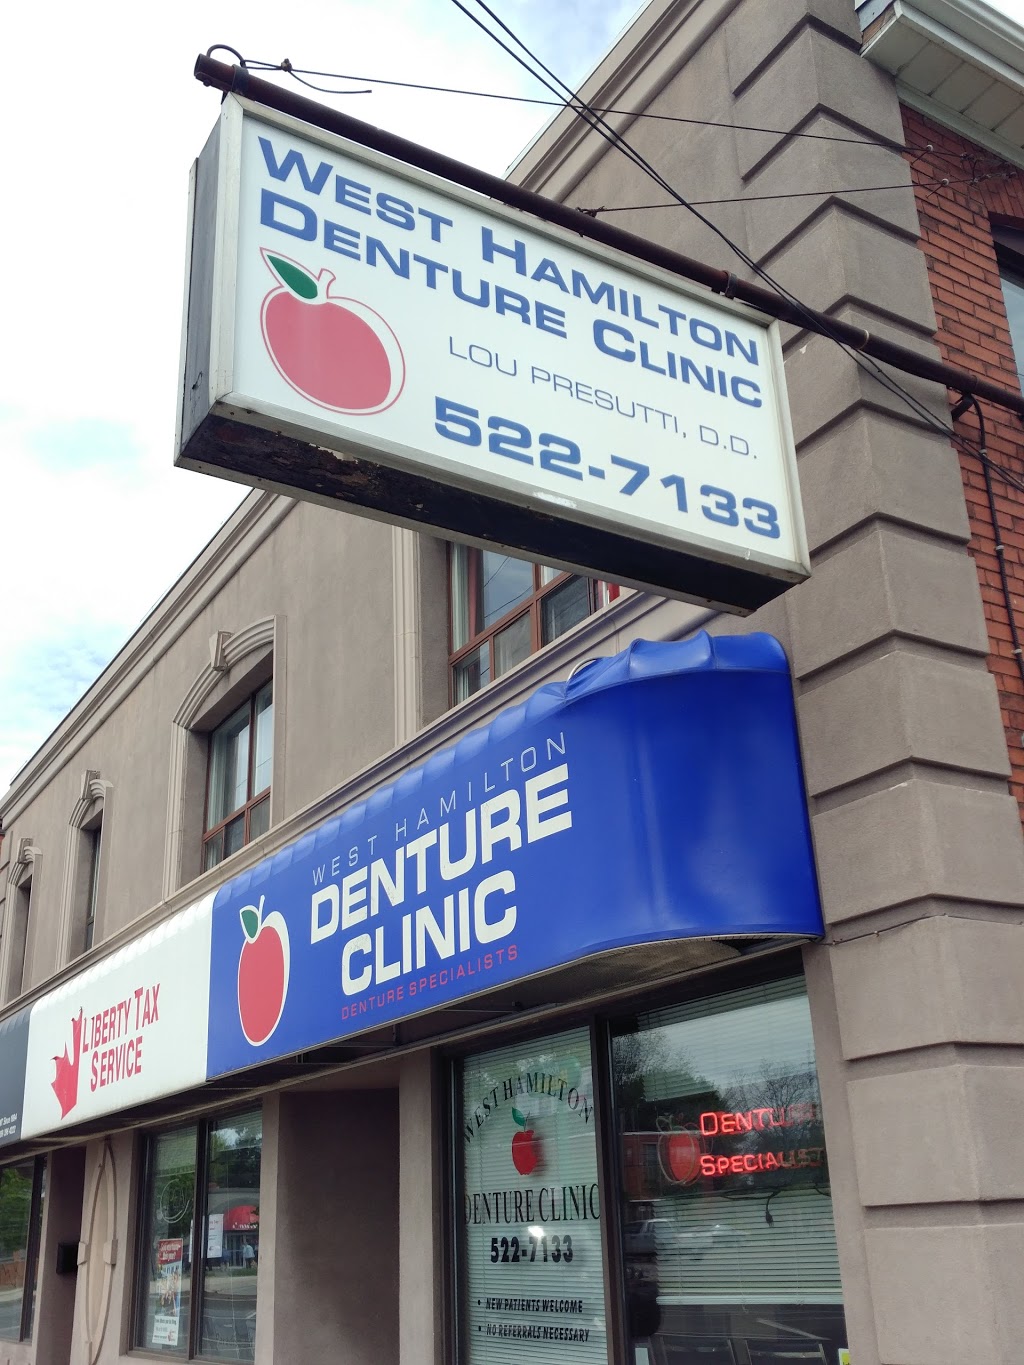 WEST HAMILTON
DENTURE CLINIC
LOU PRESUTTI, D.D.
522-7133
WEST HAMILTON
DENTURE
CLINIC
DENTURE SPECIALISTS
LIBERTY TAX
SERVICE
WEST HAMILTON
DENTURE CLINIC
522-7133
• NEW PATIENTS WELCOME
• NO REFERRALS NECESSARY
DENTURE
SPECIALIST